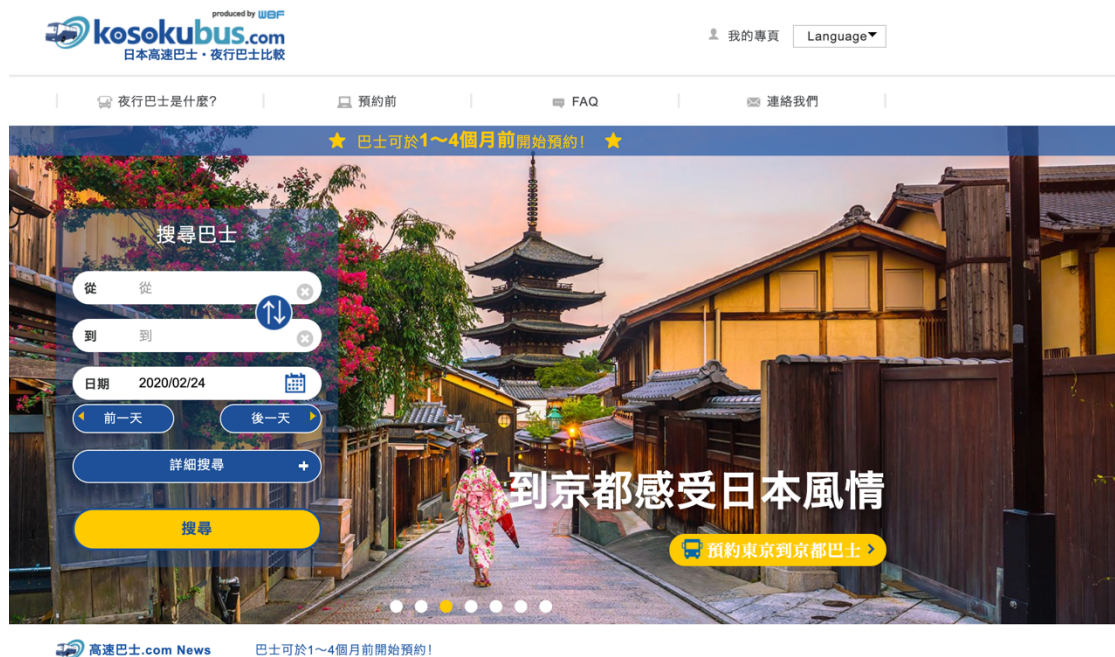 produced by WBF
kosokubus.com
日本高速巴士・夜行巴士比較
我的專頁
Language▼
夜行巴士是什麼?
預約前
FAQ
連絡我們
★ 巴士可於1〜4個月前開始預約! ★
搜尋巴士
從 從
到 到
日期 2020/02/24
前一天
後一天
詳細搜尋 +
搜尋
到京都感受日本風情
預約東京到京都巴士 >
高速巴士.com News 巴士可於1〜4個月前開始預約!